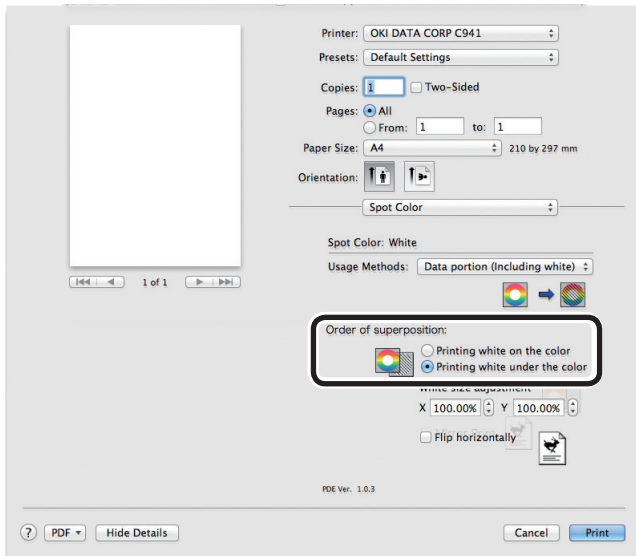 Printer: OKI DATA CORP C941
Presets: Default Settings
Copies: 1 Two-Sided
Pages: All
From: 1 to: 1
Paper Size: A4 210 by 297 mm
Orientation:
Spot Color
Spot Color: White
1 of 1
Usage Methods: Data portion (Including white)
Order of superposition:
Printing white on the color
Printing white under the color
White size adjustment
X 100.00% Y 100.00%
Flip horizontally
PDE Ver. 1.0.3
? PDF Hide Details Cancel Print